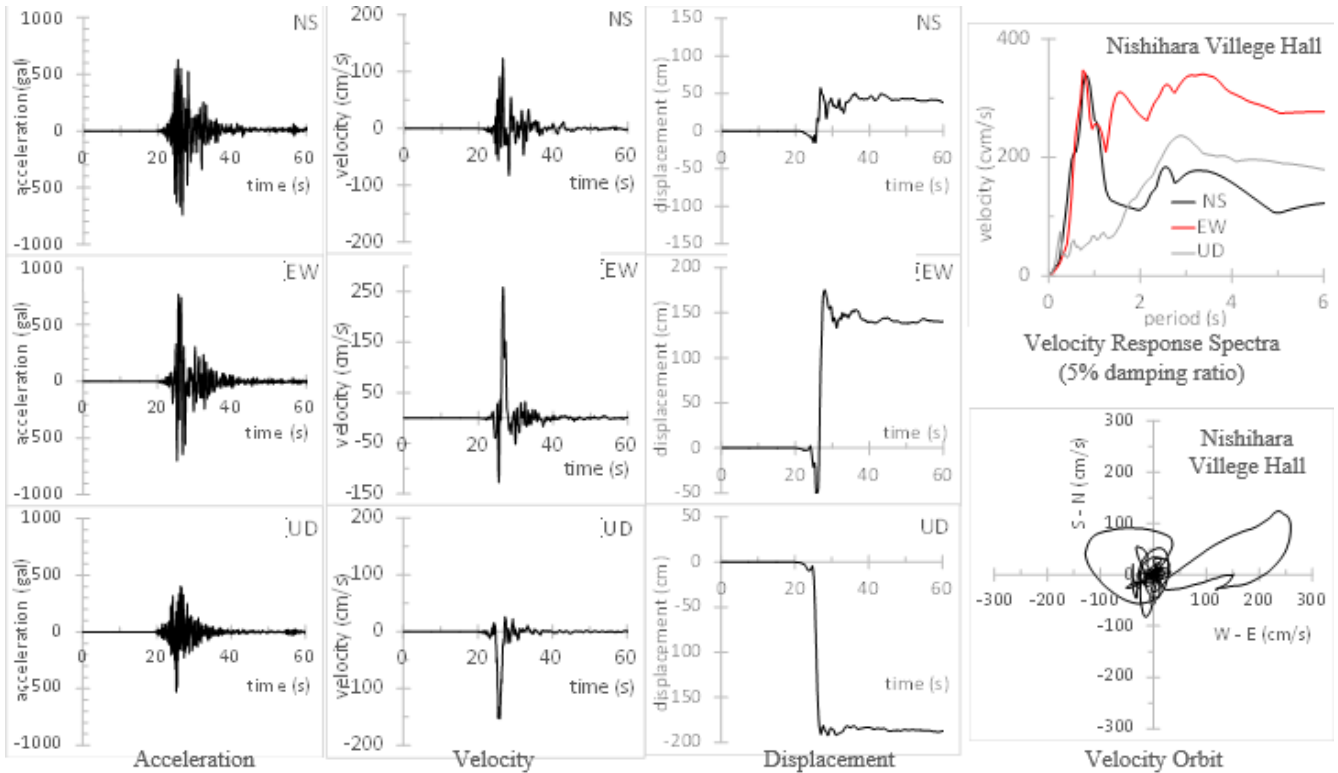 1000
500
0
-500
-1000
0 20 40 60
acceleration (gal)
time (s)
NS
200
100
0
-100
-200
0 20 40 60
velocity (cm/s)
time (s)
NS
150
100
50
0
-50
-100
-150
0 20 40 60
displacement (cm)
time (s)
NS
400
200
0
0 2 4 6
velocity (cvm/s)
period (s)
Nishihara Villege Hall
NS
EW
UD
Velocity Response Spectra
(5% damping ratio)
1000
500
0
-500
-1000
0 20 40 60
acceleration (gal)
time (s)
EW
250
150
50
-50
-150
0 20 40 60
velocity (cm/s)
time (s)
EW
200
150
100
50
0
-50
0 20 40 60
displacement (cm)
time (s)
EW
1000
500
0
500
-1000
0 20 40 60
acceleration (gal)
time (s)
UD
200
100
0
100
-200
0 20 40 60
velocity (cm/s)
time (s)
UD
50
0
-50
-100
-150
-200
0 20 40 60
displacement (cm)
time (s)
UD
300
200
100
0
-100
-200
-300
-300 -200 -100 0 100 200 300
S - N (cm/s)
W - E (cm/s)
Nishihara
Villege Hall
Acceleration
Velocity
Displacement
Velocity Orbit